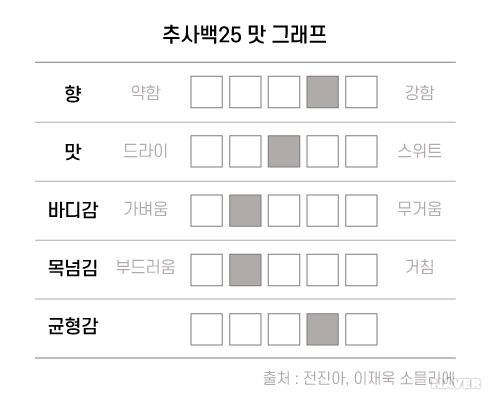 추사백25 맛 그래프
향 약함 강함
맛 드라이 스위트
바디감 가벼움 무거움
목넘김 부드러움 거침
균형감
출처 : 전진아, 이재욱 소믈리에
NAVER